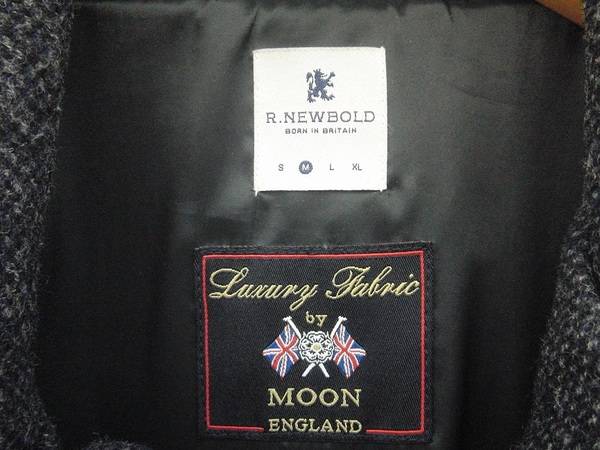 R.NEWBOLD
BORN IN BRITAIN
S M L XL
Luxury Fabric
by
MOON
ENGLAND